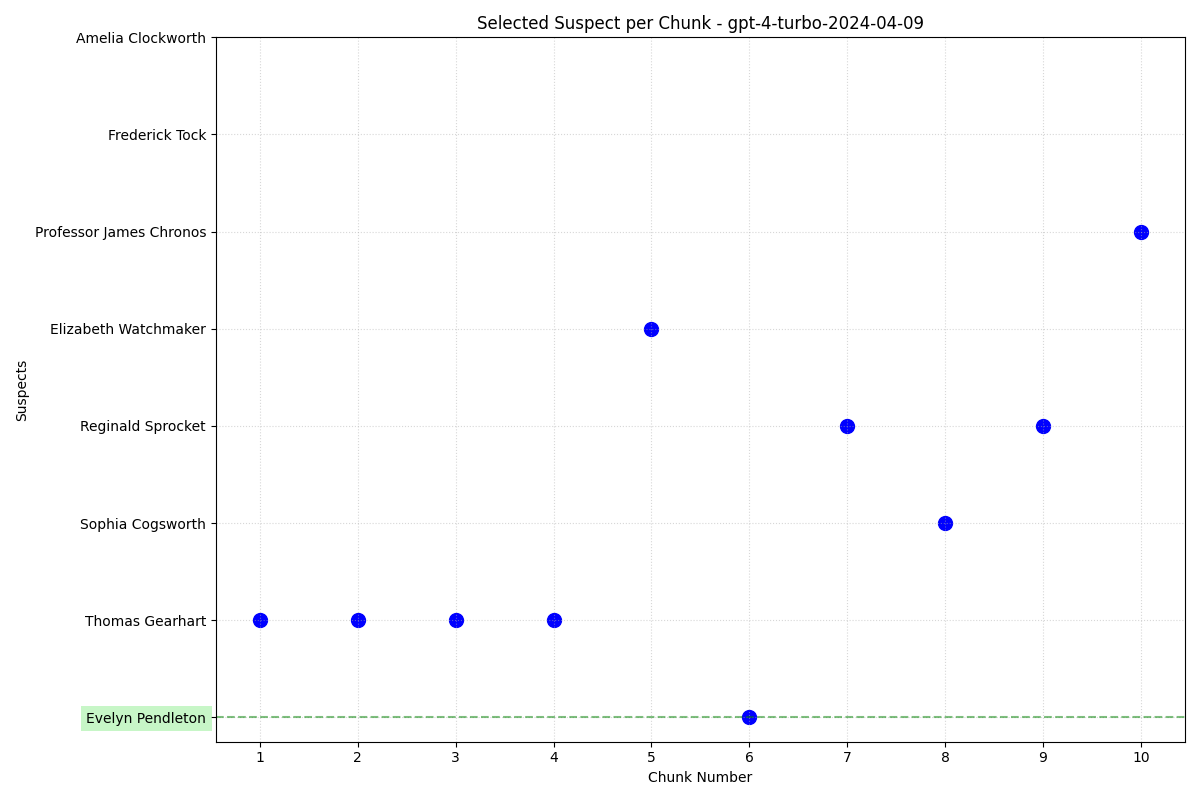 Selected Suspect per Chunk - gpt-4-turbo-2024-04-09
Amelia Clockworth
Frederick Tock
Professor James Chronos
Elizabeth Watchmaker
Reginald Sprocket
Sophia Cogsworth
Thomas Gearhart
Evelyn Pendleton
Suspects
1 2 3 4 5 6 7 8 9 10
Chunk Number